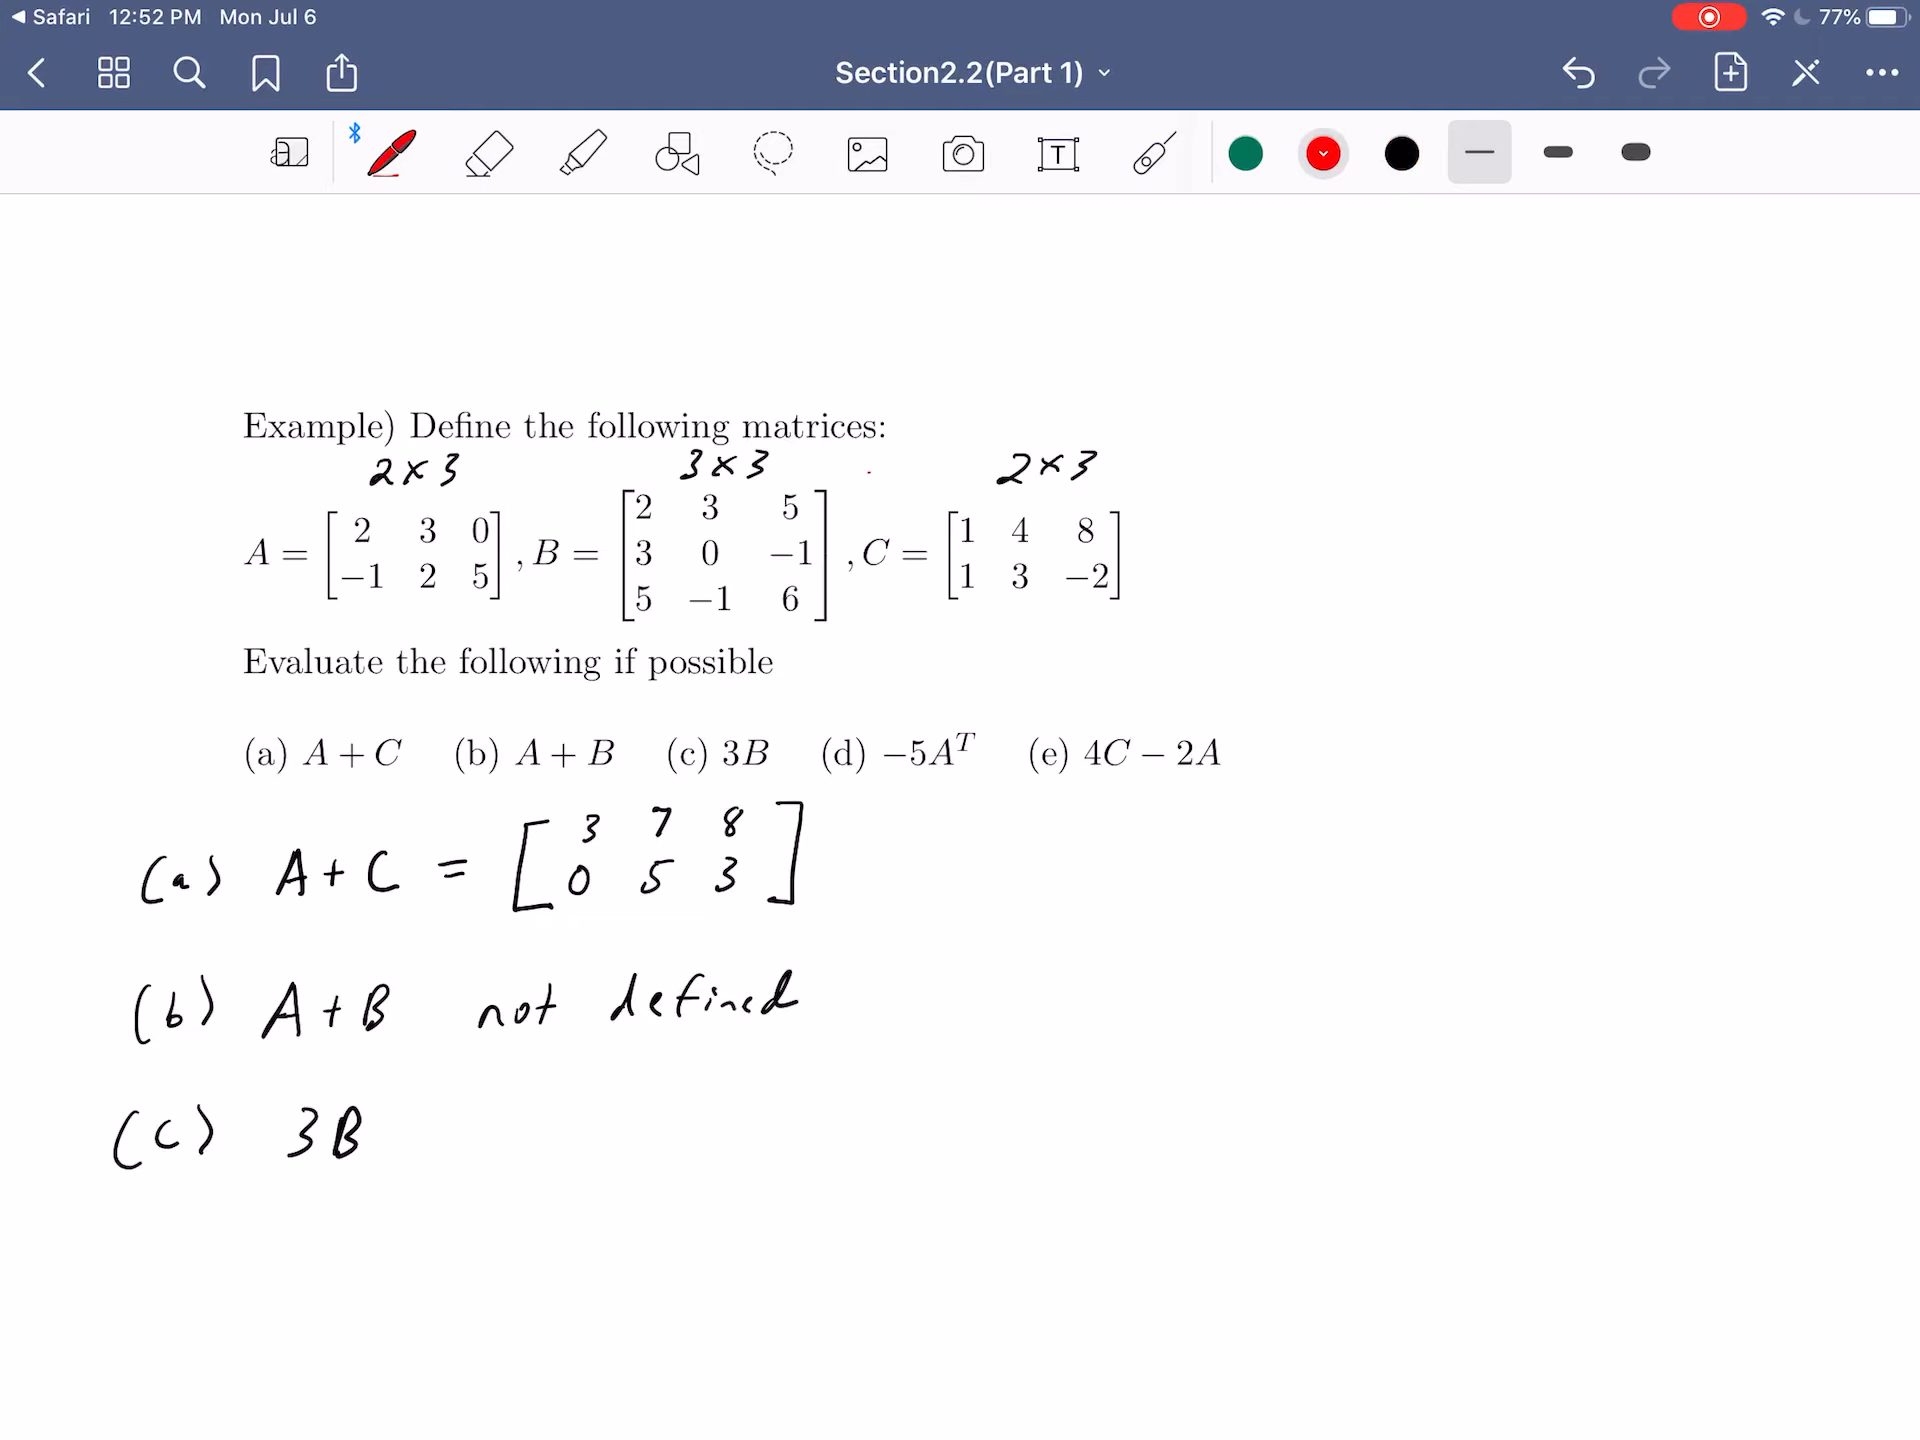 Safari 12:52 PM Mon Jul 6 77%
Section2.2(Part 1)
a T
Example) Define the following matrices:
2 × 3 3 × 3 2 × 3
A = [2 3 0; −1 2 5], B = [2 3 5; 3 0 −1; 5 −1 6], C = [1 4 8; 1 3 −2]
Evaluate the following if possible
(a) A + C (b) A + B (c) 3B (d) −5Aᵀ (e) 4C − 2A
(a) A + C = [3 7 8; 0 5 3]
(b) A + B not defined
(c) 3B